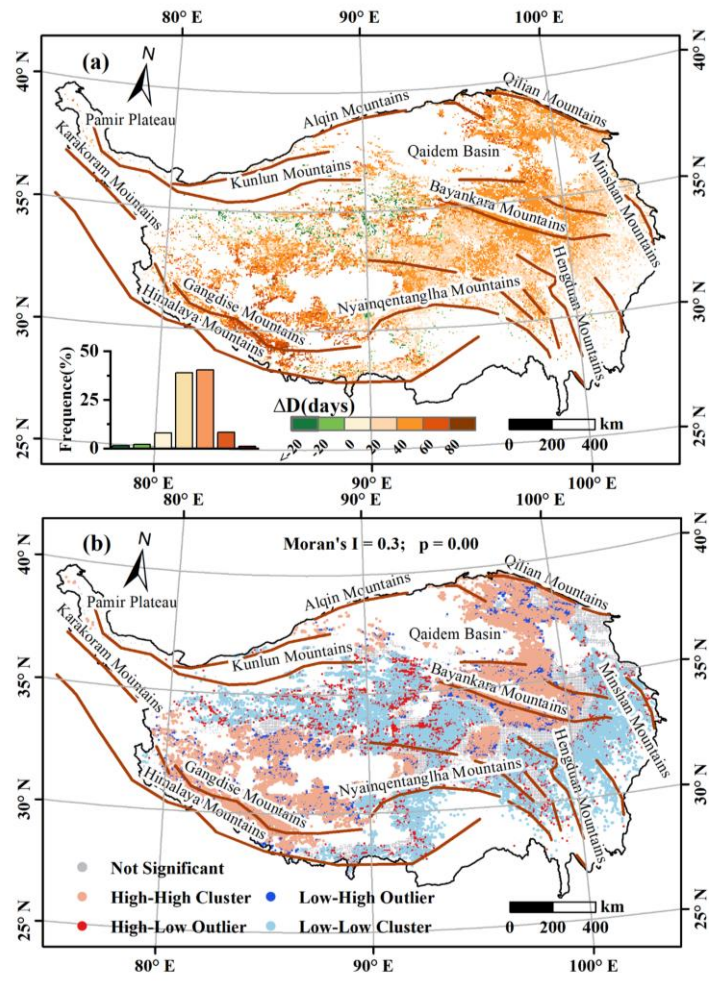 80° E 90° E 100° E
(a)
N
40° N 40° N
Qilian Mountains
Alqin Mountains
Pamir Plateau
Qaidem Basin
Karakoram Mountains
Kunlun Mountains
Minshan Mountains
35° N 35° N
Bayankara Mountains
Hengduan Mountains
Gangdise Mountains
Nyainqentanglha Mountains
Himalaya Mountains
30° N 30° N
Frequence(%)
50
25
0
ΔD(days)
<-20 -20 0 20 40 60 80
km
0 200 400
25° N 25° N
80° E 90° E 100° E
80° E 90° E 100° E
(b)
Moran's I = 0.3; p = 0.00
N
40° N 40° N
Qilian Mountains
Alqin Mountains
Pamir Plateau
Qaidem Basin
Karakoram Mountains
Kunlun Mountains
Minshan Mountains
35° N 35° N
Bayankara Mountains
Hengduan Mountains
Gangdise Mountains
Nyainqentanglha Mountains
Himalaya Mountains
30° N 30° N
Not Significant
High-High Cluster Low-High Outlier
High-Low Outlier Low-Low Cluster
km
0 200 400
25° N 25° N
80° E 90° E 100° E